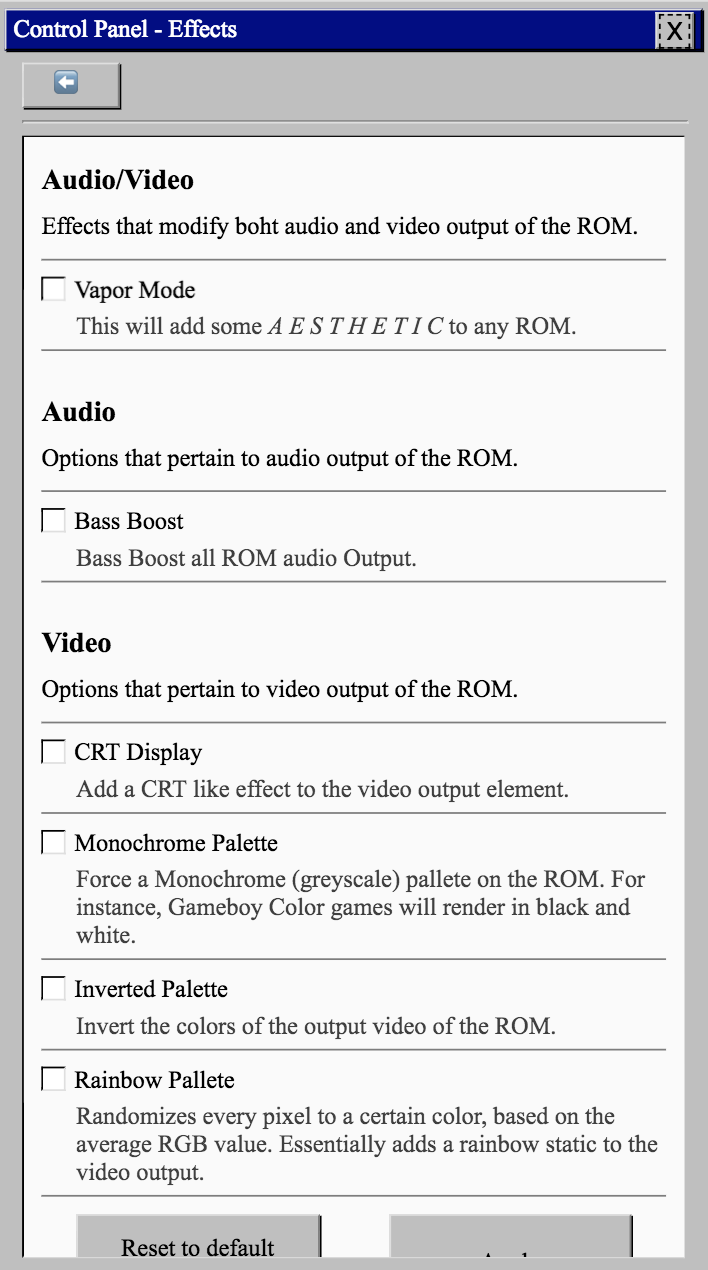 Control Panel - Effects
X
Audio/Video
Effects that modify boht audio and video output of the ROM.
Vapor Mode
This will add some A E S T H E T I C to any ROM.
Audio
Options that pertain to audio output of the ROM.
Bass Boost
Bass Boost all ROM audio Output.
Video
Options that pertain to video output of the ROM.
CRT Display
Add a CRT like effect to the video output element.
Monochrome Palette
Force a Monochrome (greyscale) pallete on the ROM. For
instance, Gameboy Color games will render in black and
white.
Inverted Palette
Invert the colors of the output video of the ROM.
Rainbow Pallete
Randomizes every pixel to a certain color, based on the
average RGB value. Essentially adds a rainbow static to the
video output.
Reset to default